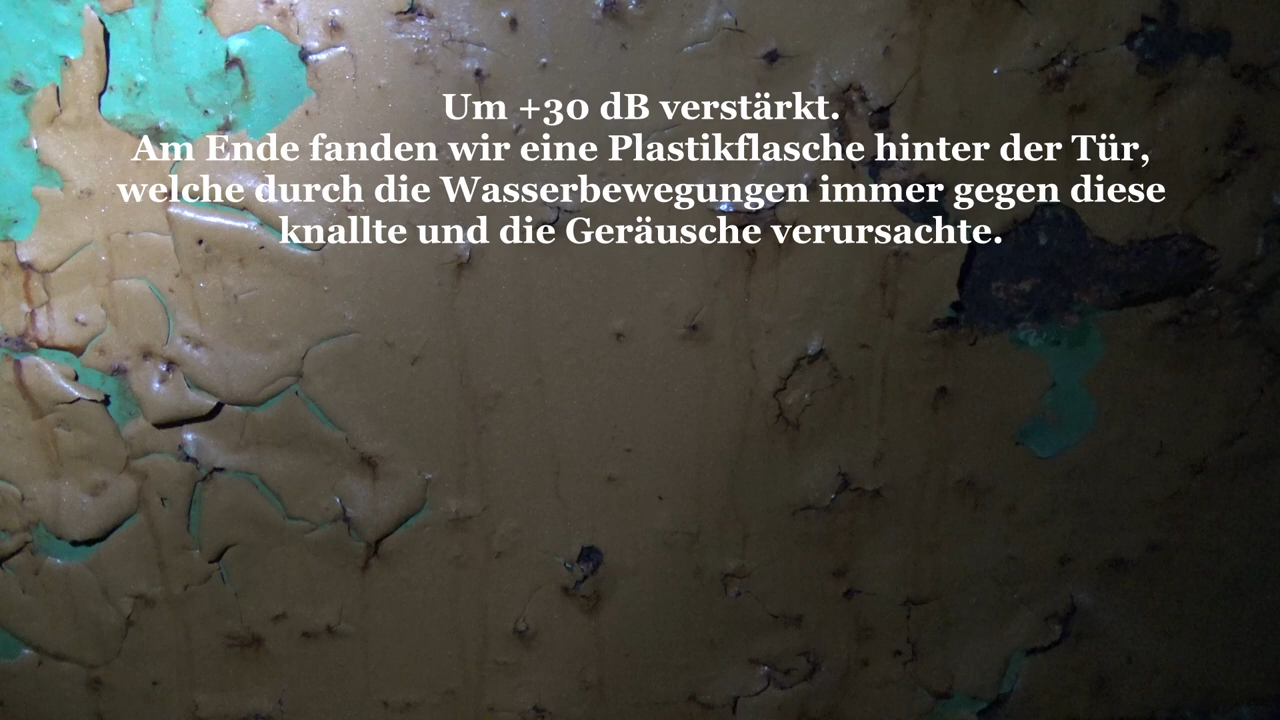 Um +30 dB verstärkt.
Am Ende fanden wir eine Plastikflasche hinter der Tür,
welche durch die Wasserbewegungen immer gegen diese
knallte und die Geräusche verursachte.